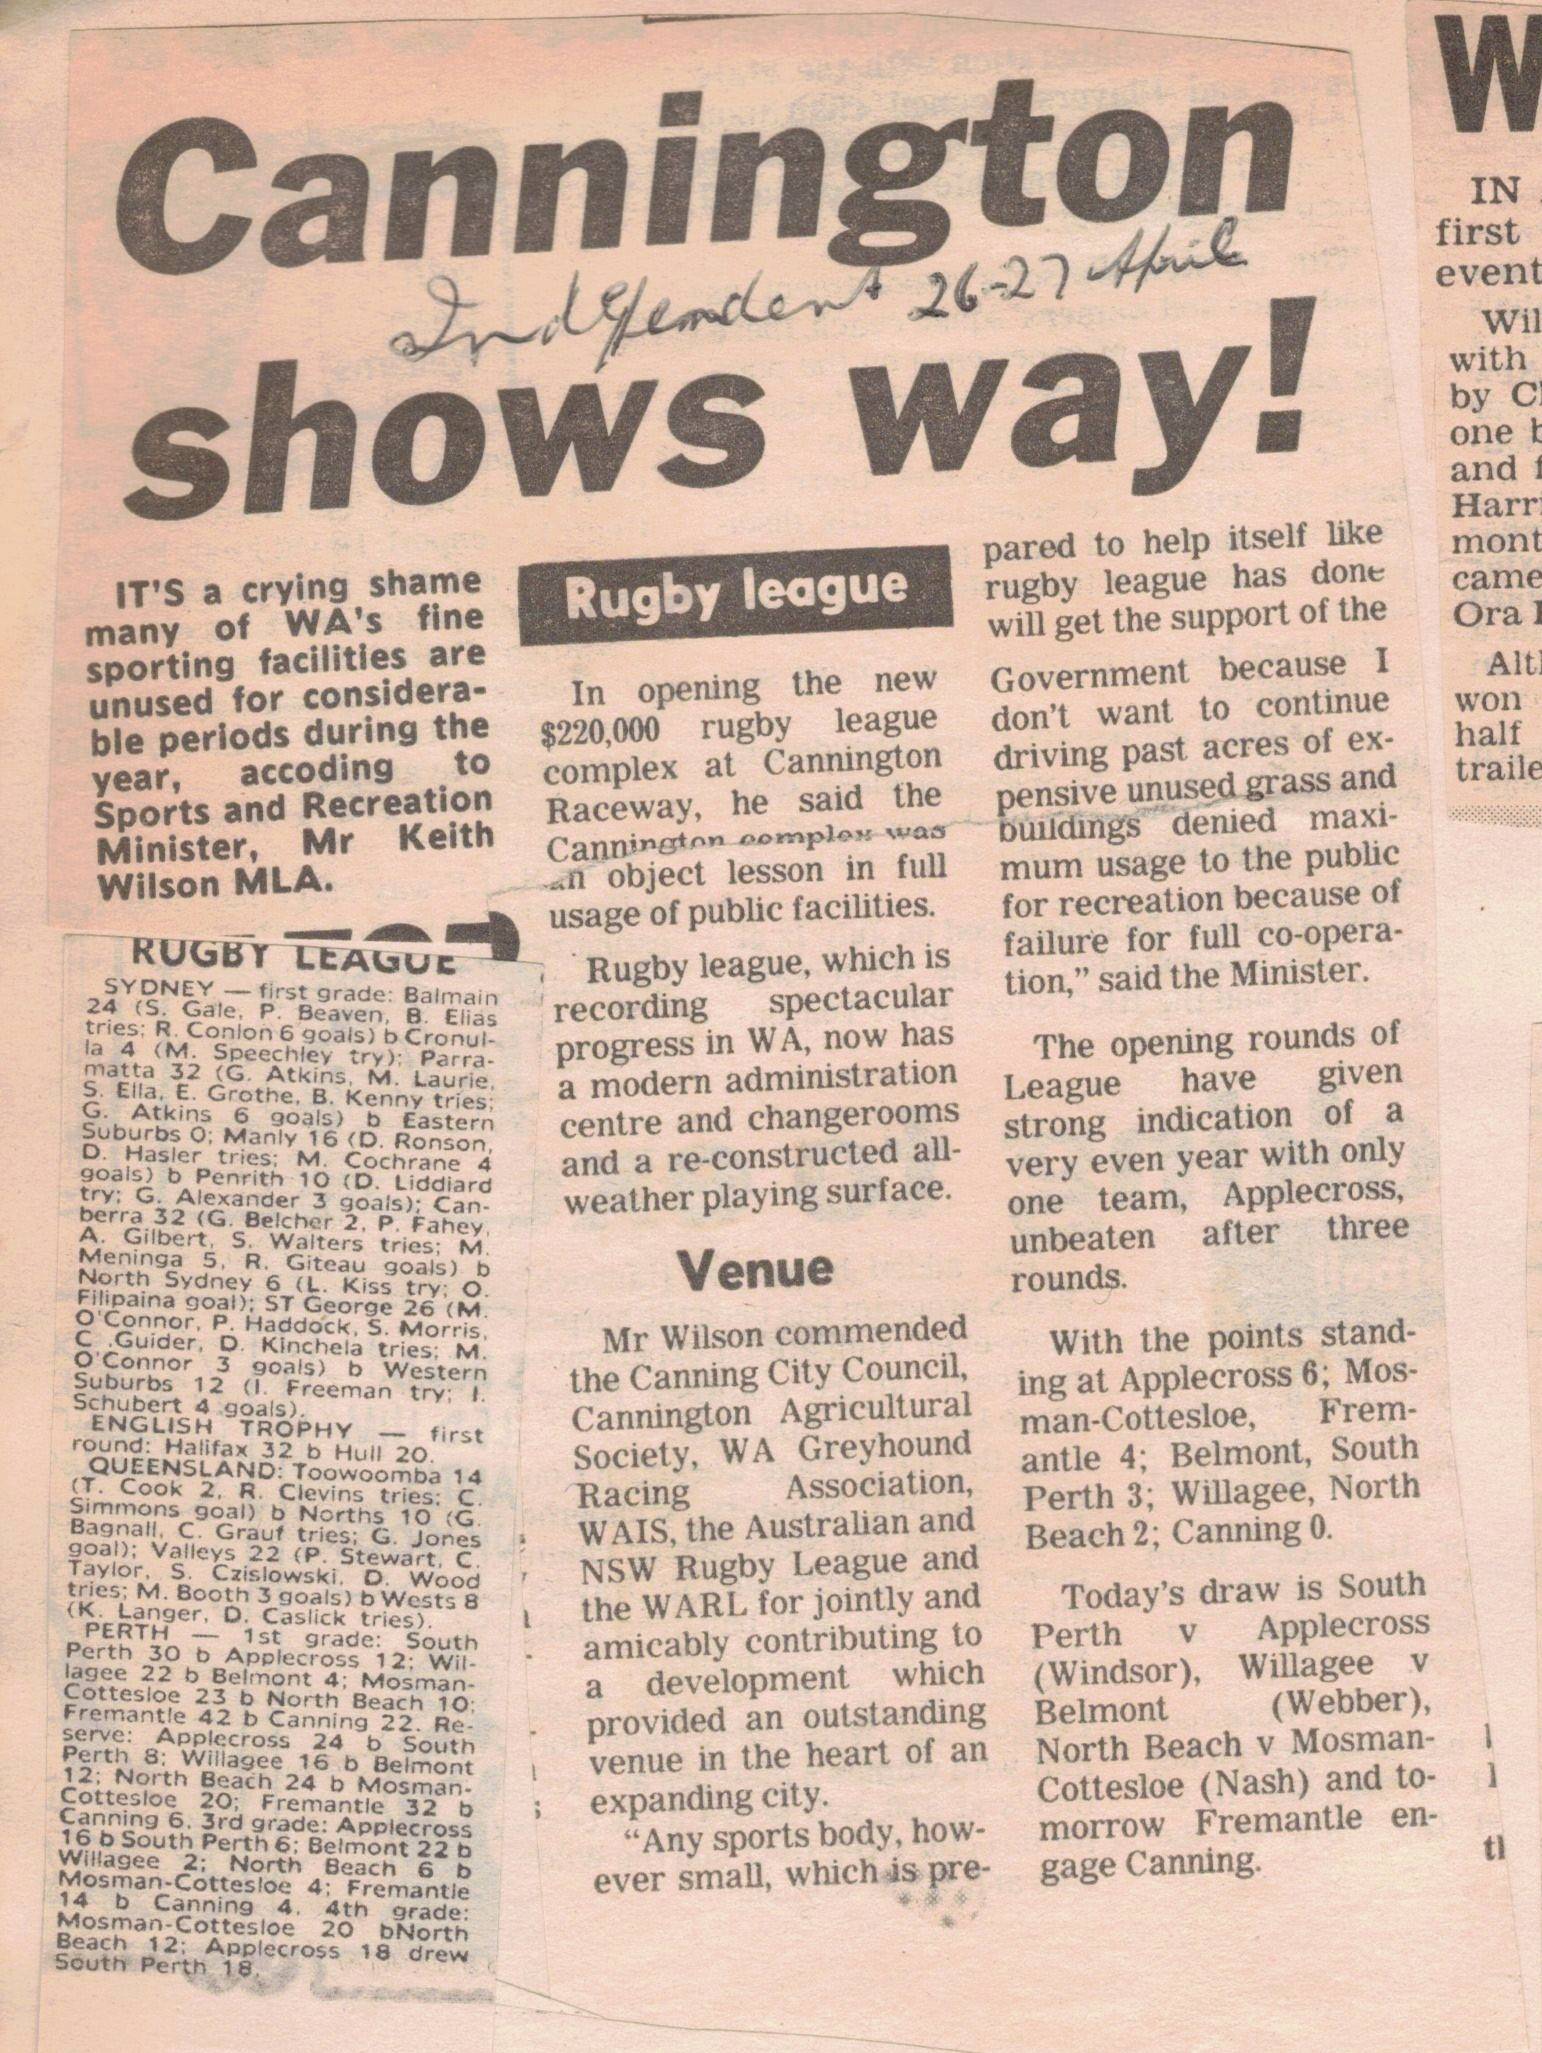 Cannington
Independent 26-27 April
shows way!
IT'S a crying shame
many of WA's fine
sporting facilities are
unused for considera-
ble periods during the
year, accoding to
Sports and Recreation
Minister, Mr Keith
Wilson MLA.
Rugby league
In opening the new
$220,000 rugby league
complex at Cannington
Raceway, he said the
Cannington complex was
an object lesson in full
usage of public facilities.
Rugby league, which is
recording spectacular
progress in WA, now has
a modern administration
centre and changerooms
and a re-constructed all-
weather playing surface.
Venue
Mr Wilson commended
the Canning City Council,
Cannington Agricultural
Society, WA Greyhound
Racing Association,
WAIS, the Australian and
NSW Rugby League and
the WARL for jointly and
amicably contributing to
a development which
provided an outstanding
venue in the heart of an
expanding city.
"Any sports body, how-
ever small, which is pre-
pared to help itself like
rugby league has done
will get the support of the
Government because I
don't want to continue
driving past acres of ex-
pensive unused grass and
buildings denied maxi-
mum usage to the public
for recreation because of
failure for full co-opera-
tion," said the Minister.
The opening rounds of
League have given
strong indication of a
very even year with only
one team, Applecross,
unbeaten after three
rounds.
With the points stand-
ing at Applecross 6; Mos-
man-Cottesloe, Frem-
antle 4; Belmont, South
Perth 3; Willagee, North
Beach 2; Canning 0.
Today's draw is South
Perth v Applecross
(Windsor), Willagee v
Belmont (Webber),
North Beach v Mosman-
Cottesloe (Nash) and to-
morrow Fremantle en-
gage Canning.
RUGBY LEAGUE
SYDNEY — first grade: Balmain
24 (S. Gale, P. Beaven, B. Elias
tries; R. Conlon 6 goals) b Cronul-
la 4 (M. Speechley try); Parra-
matta 32 (G. Atkins, M. Laurie,
S. Ella, E. Grothe, B. Kenny tries;
G. Atkins 6 goals) b Eastern
Suburbs 0; Manly 16 (D. Ronson,
D. Hasler tries; M. Cochrane 4
goals) b Penrith 10 (D. Liddiard
try; G. Alexander 3 goals); Can-
berra 32 (G. Belcher 2, P. Fahey,
A. Gilbert, S. Walters tries; M.
Meninga 5, R. Giteau goals) b
North Sydney 6 (L. Kiss try; O.
Filipaina goal); ST George 26 (M.
O'Connor, P. Haddock, S. Morris,
C .Guider, D. Kinchela tries; M.
O'Connor 3 goals) b Western
Suburbs 12 (I. Freeman try; I.
Schubert 4 goals).
ENGLISH TROPHY — first
round: Halifax 32 b Hull 20.
QUEENSLAND: Toowoomba 14
(T. Cook 2, R. Clevins tries; C.
Simmons goal) b Norths 10 (G.
Bagnall, C. Grauf tries; G. Jones
goal); Valleys 22 (P. Stewart, C.
Taylor, S. Czislowski, D. Wood
tries; M. Booth 3 goals) b Wests 8
(K. Langer, D. Caslick tries).
PERTH — 1st grade: South
Perth 30 b Applecross 12; Wil-
lagee 22 b Belmont 4; Mosman-
Cottesloe 23 b North Beach 10;
Fremantle 42 b Canning 22. Re-
serve: Applecross 24 b South
Perth 8; Willagee 16 b Belmont
12; North Beach 24 b Mosman-
Cottesloe 20; Fremantle 32 b
Canning 6. 3rd grade: Applecross
16 b South Perth 6; Belmont 22 b
Willagee 2; North Beach 6 b
Mosman-Cottesloe 4; Fremantle
14 b Canning 4. 4th grade:
Mosman-Cottesloe 20 bNorth
Beach 12; Applecross 18 drew
South Perth 18.
W
IN
first
event
Wil
with
by
one
and
Harr
mont
came
Ora
Alt
won
half
traile